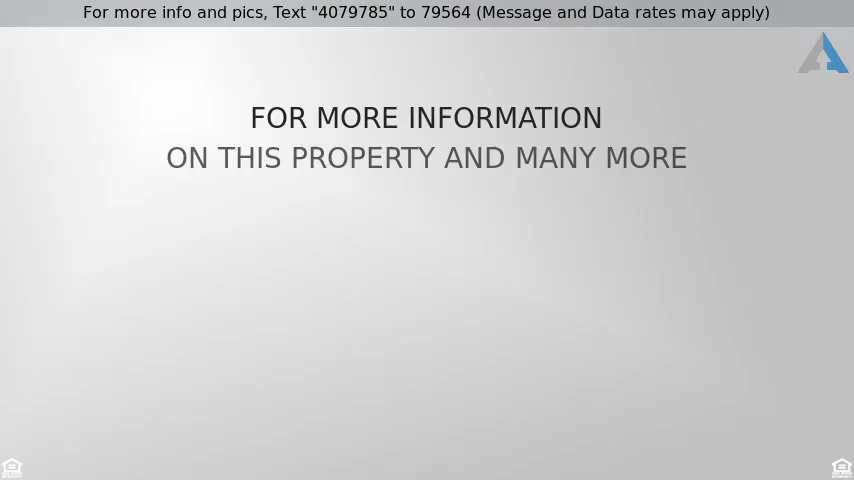 For more info and pics, Text "4079785" to 79564 (Message and Data rates may apply)
FOR MORE INFORMATION
ON THIS PROPERTY AND MANY MORE